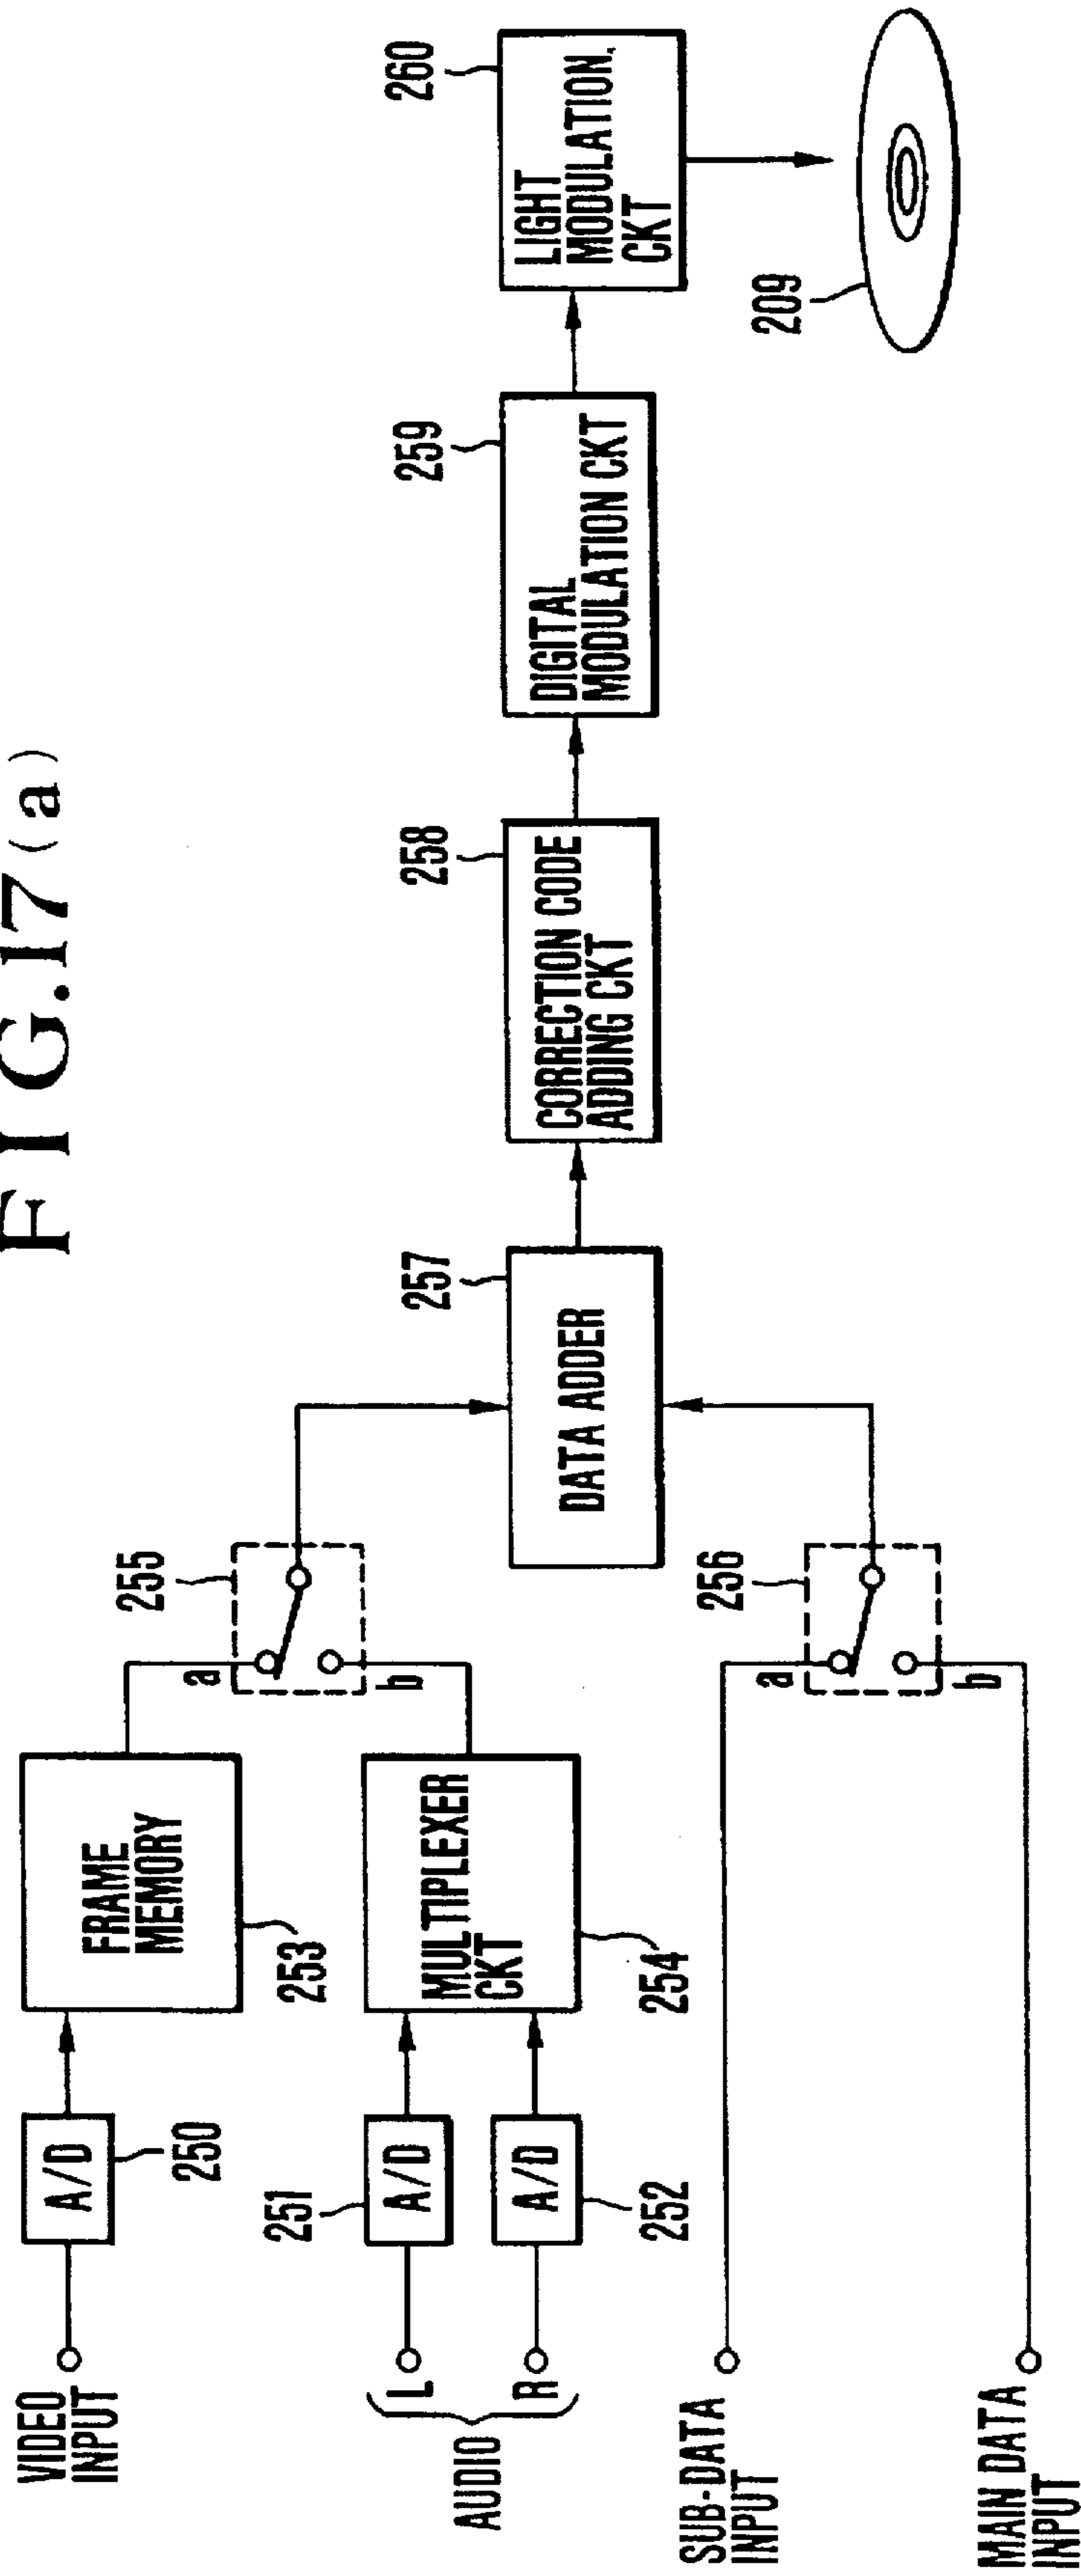 FIG.17(a)
VIDEO
INPUT
A/D
250
FRAME
MEMORY
253
AUDIO
L
R
A/D
251
A/D
252
MULTIPLEXER
CKT
254
a
b
255
SUB-DATA
INPUT
MAIN DATA
INPUT
a
b
256
DATA ADDER
257
CORRECTION CODE
ADDING CKT
258
DIGITAL
MODULATION CKT
259
LIGHT
MODULATION.
CKT
260
209